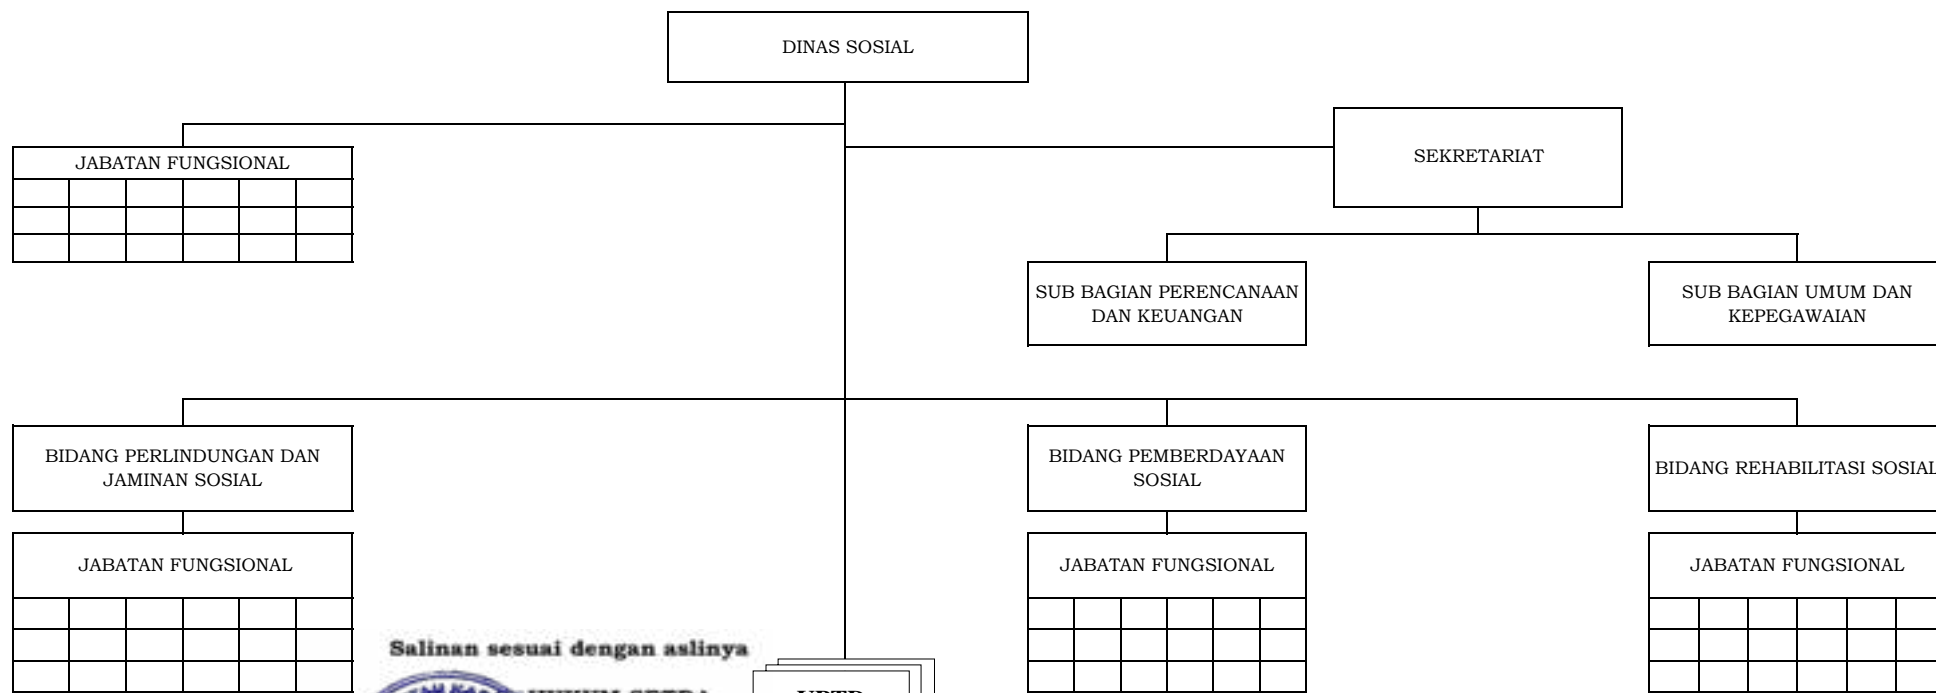 DINAS SOSIAL
JABATAN FUNGSIONAL
SEKRETARIAT
SUB BAGIAN PERENCANAAN
DAN KEUANGAN
SUB BAGIAN UMUM DAN
KEPEGAWAIAN
BIDANG PERLINDUNGAN DAN
JAMINAN SOSIAL
BIDANG PEMBERDAYAAN
SOSIAL
BIDANG REHABILITASI SOSIAL
JABATAN FUNGSIONAL
JABATAN FUNGSIONAL
JABATAN FUNGSIONAL
Salinan sesuai dengan aslinya
UPTD